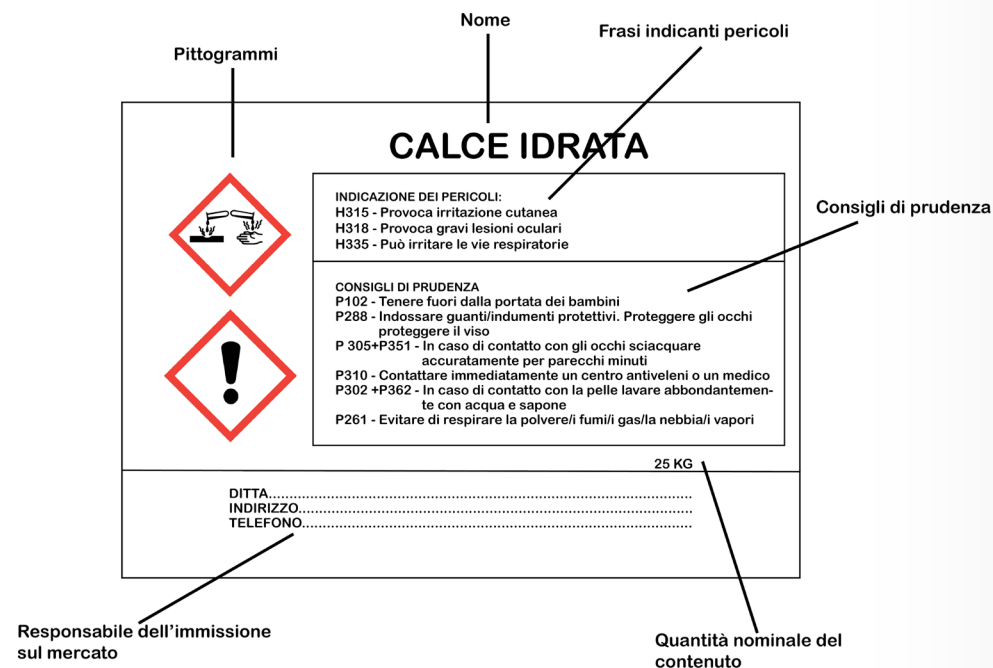 Nome
Frasi indicanti pericoli
Pittogrammi
CALCE IDRATA
INDICAZIONE DEI PERICOLI:
H315 - Provoca irritazione cutanea
H318 - Provoca gravi lesioni oculari
H335 - Può irritare le vie respiratorie
Consigli di prudenza
CONSIGLI DI PRUDENZA
P102 - Tenere fuori dalla portata dei bambini
P288 - Indossare guanti/indumenti protettivi. Proteggere gli occhi
proteggere il viso
P 305+P351 - In caso di contatto con gli occhi sciacquare
accuratamente per parecchi minuti
P310 - Contattare immediatamente un centro antiveleni o un medico
P302 +P362 - In caso di contatto con la pelle lavare abbondantemen-
te con acqua e sapone
P261 - Evitare di respirare la polvere/i fumi/i gas/la nebbia/i vapori
25 KG
DITTA....................................................................................................
INDIRIZZO.............................................................................................
TELEFONO............................................................................................
Responsabile dell'immissione
sul mercato
Quantità nominale del
contenuto